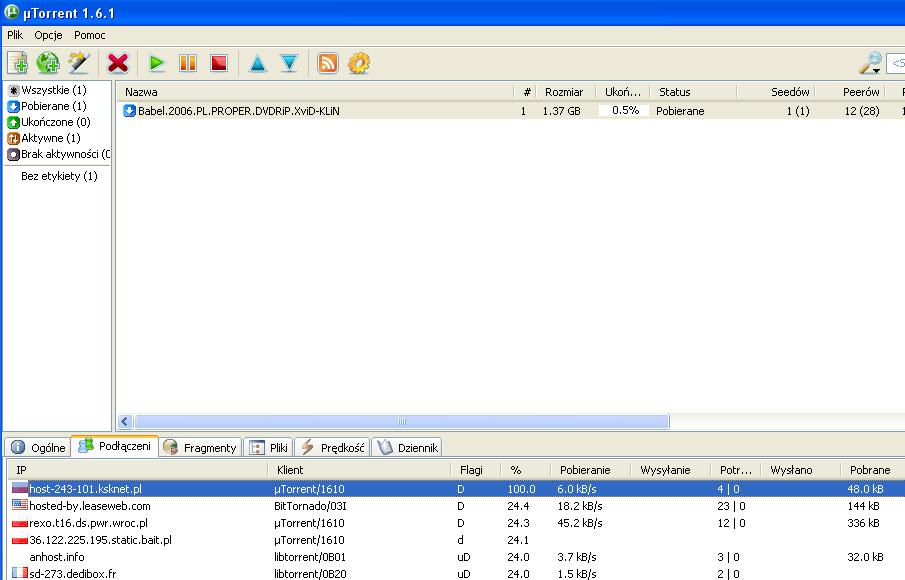 µTorrent 1.6.1
Plik Opcje Pomoc
Wszystkie (1)
Pobierane (1)
Ukończone (0)
Aktywne (1)
Brak aktywności (0
Bez etykiety (1)
Nazwa # Rozmiar Ukoń... Status Seedów Peerów
Babel.2006.PL.PROPER.DVDRiP.XviD-KLiN 1 1.37 GB 0.5% Pobierane 1 (1) 12 (28)
Ogólne Podłączeni Fragmenty Pliki Prędkość Dziennik
IP Klient Flagi % Pobieranie Wysyłanie Potr... Wysłano Pobrane
host-243-101.ksknet.pl µTorrent/1610 D 100.0 6.0 kB/s 4 | 0 48.0 kB
hosted-by.leaseweb.com BitTornado/03I D 24.4 18.2 kB/s 23 | 0 144 kB
rexo.t16.ds.pwr.wroc.pl µTorrent/1610 D 24.3 45.2 kB/s 12 | 0 336 kB
36.122.225.195.static.bait.pl µTorrent/1610 d 24.1
anhost.info libtorrent/0B01 uD 24.0 3.7 kB/s 3 | 0 32.0 kB
sd-273.dedibox.fr libtorrent/0B20 uD 24.0 1.5 kB/s 2 | 0